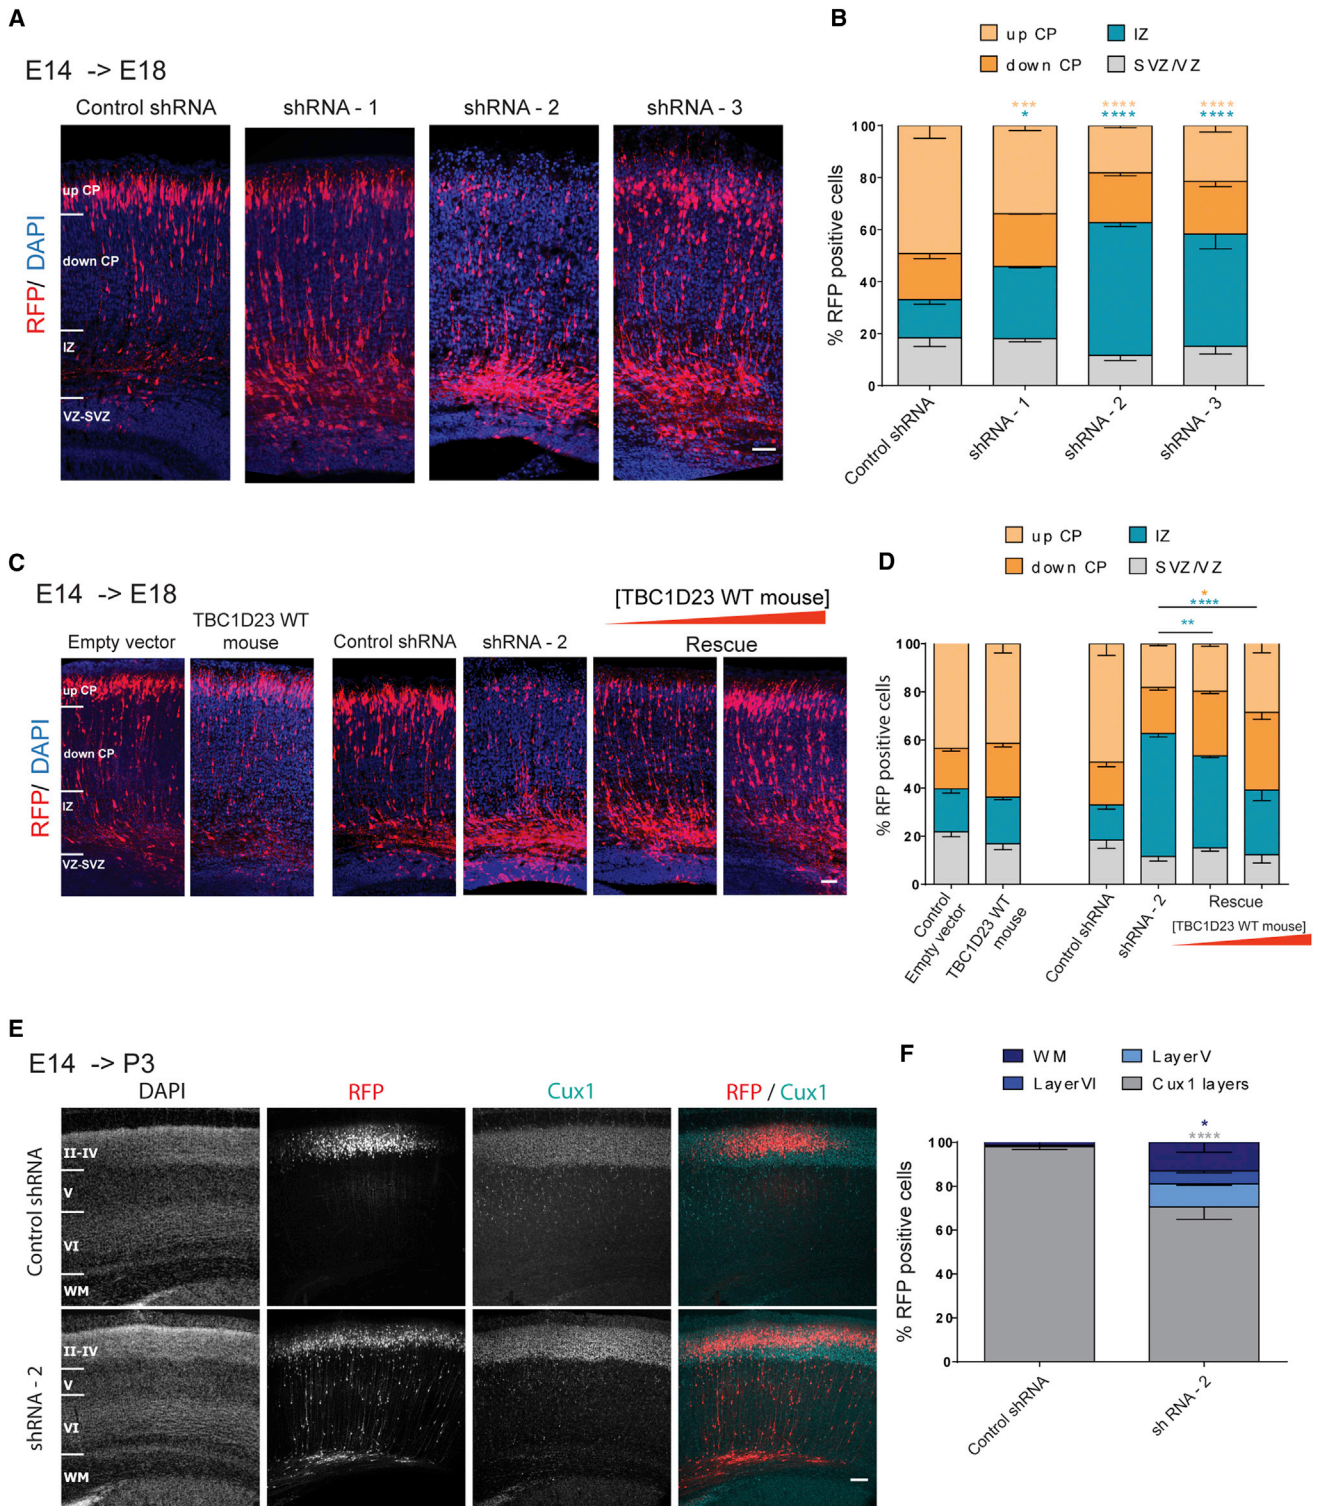 A
E14 -> E18
Control shRNA
shRNA - 1
shRNA - 2
shRNA - 3
RFP/ DAPI
up CP
down CP
IZ
VZ-SVZ
B
up CP
IZ
down CP
SVZ/VZ
***
****
****
*
****
****
% RFP positive cells
100
80
60
40
20
0
Control shRNA
shRNA - 1
shRNA - 2
shRNA - 3
C
E14 -> E18
[TBC1D23 WT mouse]
Empty vector
TBC1D23 WT
mouse
Control shRNA
shRNA - 2
Rescue
RFP/ DAPI
up CP
down CP
IZ
VZ-SVZ
D
up CP
IZ
down CP
SVZ/VZ
*
****
**
% RFP positive cells
100
80
60
40
20
0
Control
Empty vector
TBC1D23 WT
mouse
Control shRNA
shRNA - 2
Rescue
[TBC1D23 WT mouse]
E
E14 -> P3
DAPI
RFP
Cux1
RFP / Cux1
Control shRNA
II-IV
V
VI
WM
shRNA - 2
II-IV
V
VI
WM
F
WM
LayerV
LayerVI
Cux1 layers
*
****
% RFP positive cells
100
80
60
40
20
0
Control shRNA
sh RNA - 2